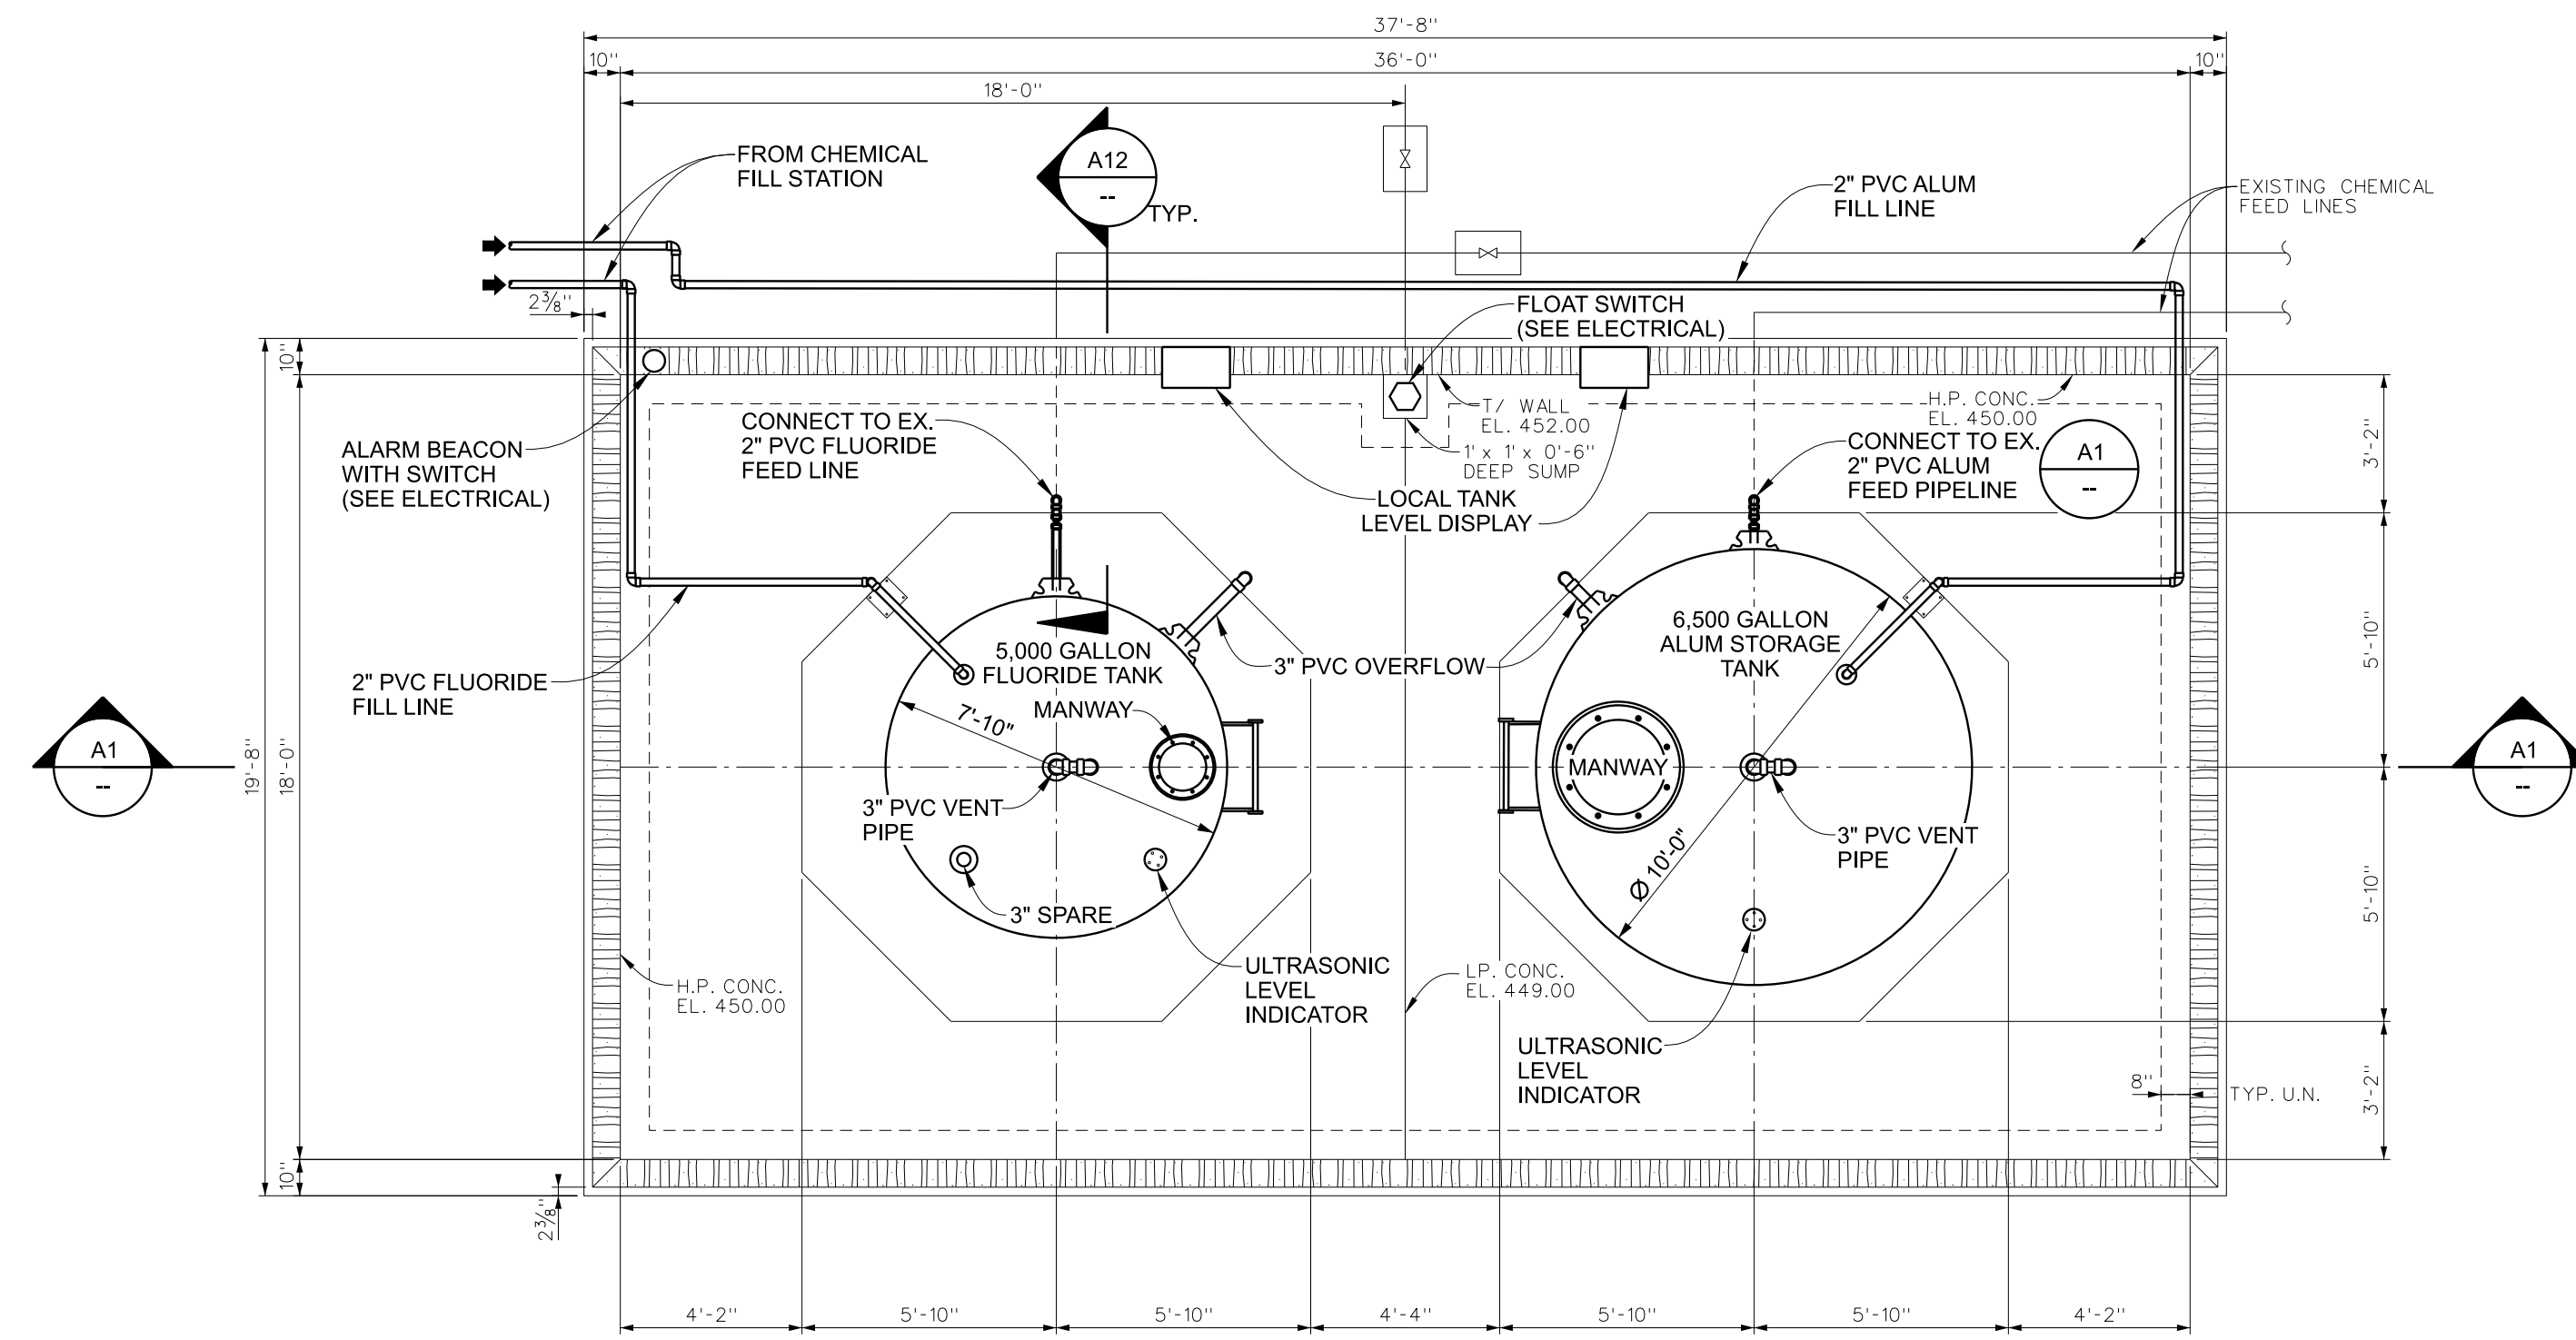 37'-8"
10"
36'-0"
10"
18'-0"
FROM CHEMICAL
FILL STATION
A12
--
TYP.
2" PVC ALUM
FILL LINE
EXISTING CHEMICAL
FEED LINES
2⅜"
FLOAT SWITCH
(SEE ELECTRICAL)
10"
T/ WALL
EL. 452.00
H.P. CONC.
EL. 450.00
1' x 1' x 0'-6"
DEEP SUMP
CONNECT TO EX.
2" PVC FLUORIDE
FEED LINE
CONNECT TO EX.
2" PVC ALUM
FEED PIPELINE
A1
--
3'-2"
ALARM BEACON
WITH SWITCH
(SEE ELECTRICAL)
LOCAL TANK
LEVEL DISPLAY
5,000 GALLON
FLUORIDE TANK
6,500 GALLON
ALUM STORAGE
TANK
5'-10"
2" PVC FLUORIDE
FILL LINE
3" PVC OVERFLOW
7'-10"
MANWAY
MANWAY
A1
--
19'-8"
18'-0"
A1
--
3" PVC VENT
PIPE
3" PVC VENT
PIPE
Ø 10'-0"
5'-10"
3" SPARE
H.P. CONC.
EL. 450.00
ULTRASONIC
LEVEL
INDICATOR
LP. CONC.
EL. 449.00
ULTRASONIC
LEVEL
INDICATOR
8"
TYP. U.N.
3'-2"
10"
2⅜"
4'-2"
5'-10"
5'-10"
4'-4"
5'-10"
5'-10"
4'-2"